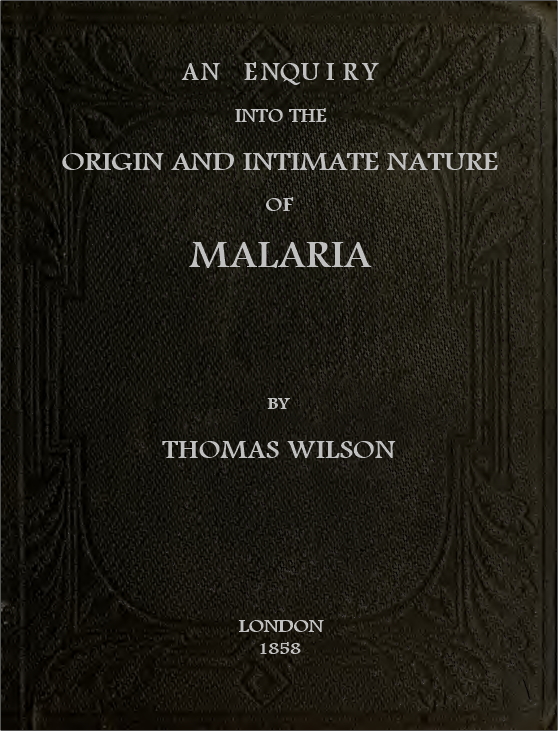 AN ENQUIRY
INTO THE
ORIGIN AND INTIMATE NATURE
OF
MALARIA
BY
THOMAS WILSON
LONDON
1858